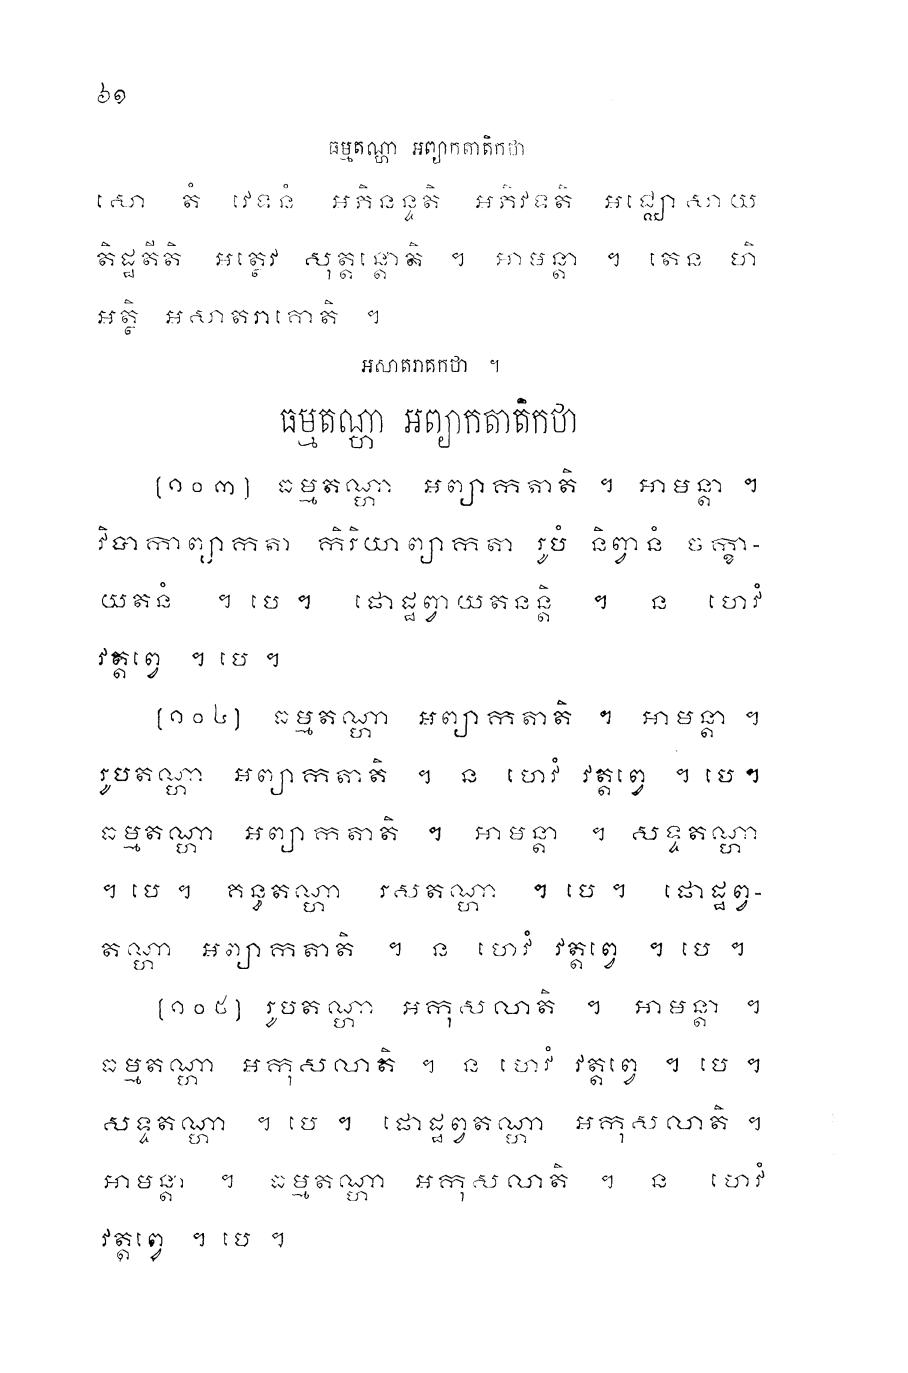 ៦១
ធម្មតណ្ហា អព្យាកតាតិកថា
សោ តំ វេទនំ អភិនន្ទតិ អភិវទតិ អជ្ឈោសាយ
តិដ្ឋតីតិ អត្ថេវ សុត្តន្តោតិ ។ អាមន្តា ។ តេន ហិ
អត្ថិ អសាតរាគោតិ ។
អសាតរាគកថា ។
ធម្មតណ្ហា អព្យាកតាតិកថា
[១០៣] ធម្មតណ្ហា អព្យាកតាតិ ។ អាមន្តា ។
វិបាកាព្យាកតា កិរិយាព្យាកតា រូបំ និព្វានំ ចក្ខា-
យតនំ ។ បេ ។ ផោដ្ឋព្វាយតនន្តិ ។ ន ហេវំ
វត្តព្វេ ។ បេ ។
[១០៤] ធម្មតណ្ហា អព្យាកតាតិ ។ អាមន្តា ។
រូបតណ្ហា អព្យាកតាតិ ។ ន ហេវំ វត្តព្វេ ។ បេ ។
ធម្មតណ្ហា អព្យាកតាតិ ។ អាមន្តា ។ សទ្ទតណ្ហា
។ បេ ។ គន្ធតណ្ហា រសតណ្ហា ។ បេ ។ ផោដ្ឋព្វ-
តណ្ហា អព្យាកតាតិ ។ ន ហេវំ វត្តព្វេ ។ បេ ។
[១០៥] រូបតណ្ហា អកុសលាតិ ។ អាមន្តា ។
ធម្មតណ្ហា អកុសលាតិ ។ ន ហេវំ វត្តព្វេ ។ បេ ។
សទ្ទតណ្ហា ។ បេ ។ ផោដ្ឋព្វតណ្ហា អកុសលាតិ ។
អាមន្តា ។ ធម្មតណ្ហា អកុសលាតិ ។ ន ហេវំ
វត្តព្វេ ។ បេ ។